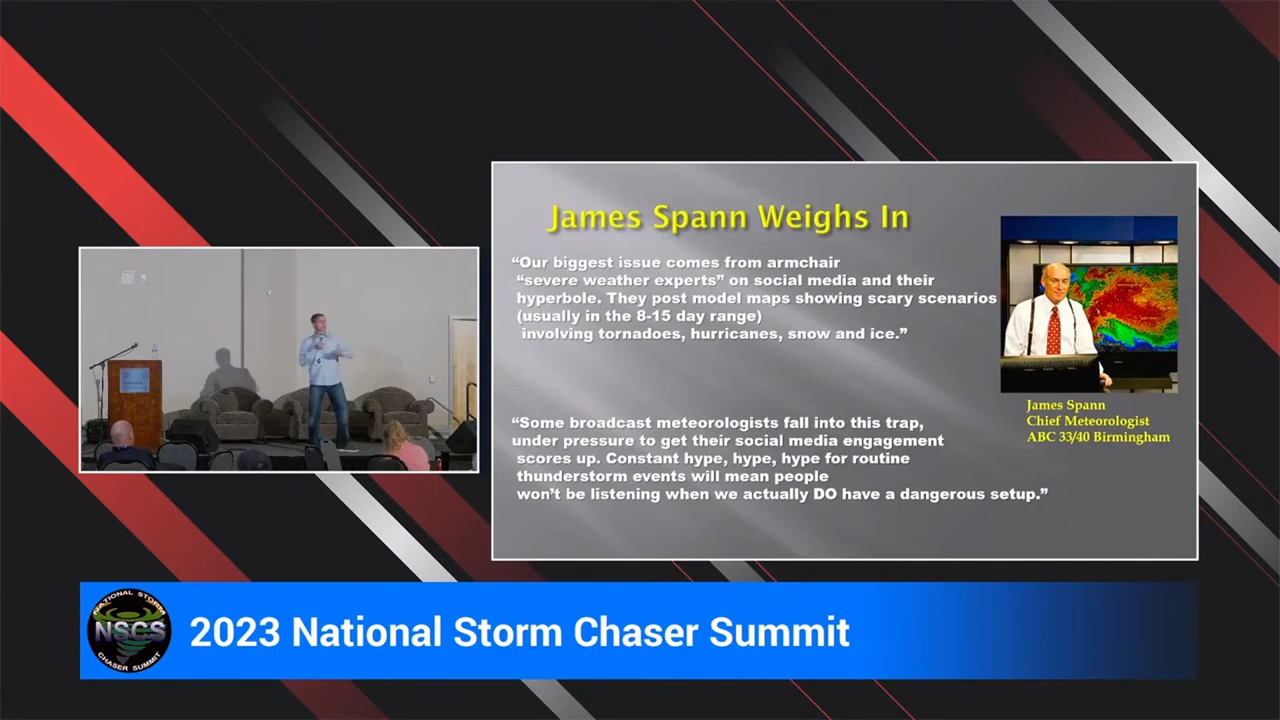 James Spann Weighs In
“Our biggest issue comes from armchair
“severe weather experts” on social media and their
hyperbole. They post model maps showing scary scenarios
(usually in the 8-15 day range)
involving tornadoes, hurricanes, snow and ice.”
“Some broadcast meteorologists fall into this trap,
under pressure to get their social media engagement
scores up. Constant hype, hype, hype for routine
thunderstorm events will mean people
won’t be listening when we actually DO have a dangerous setup.”
James Spann
Chief Meteorologist
ABC 33/40 Birmingham
NATIONAL STORM
NSCS
CHASER SUMMIT
2023 National Storm Chaser Summit